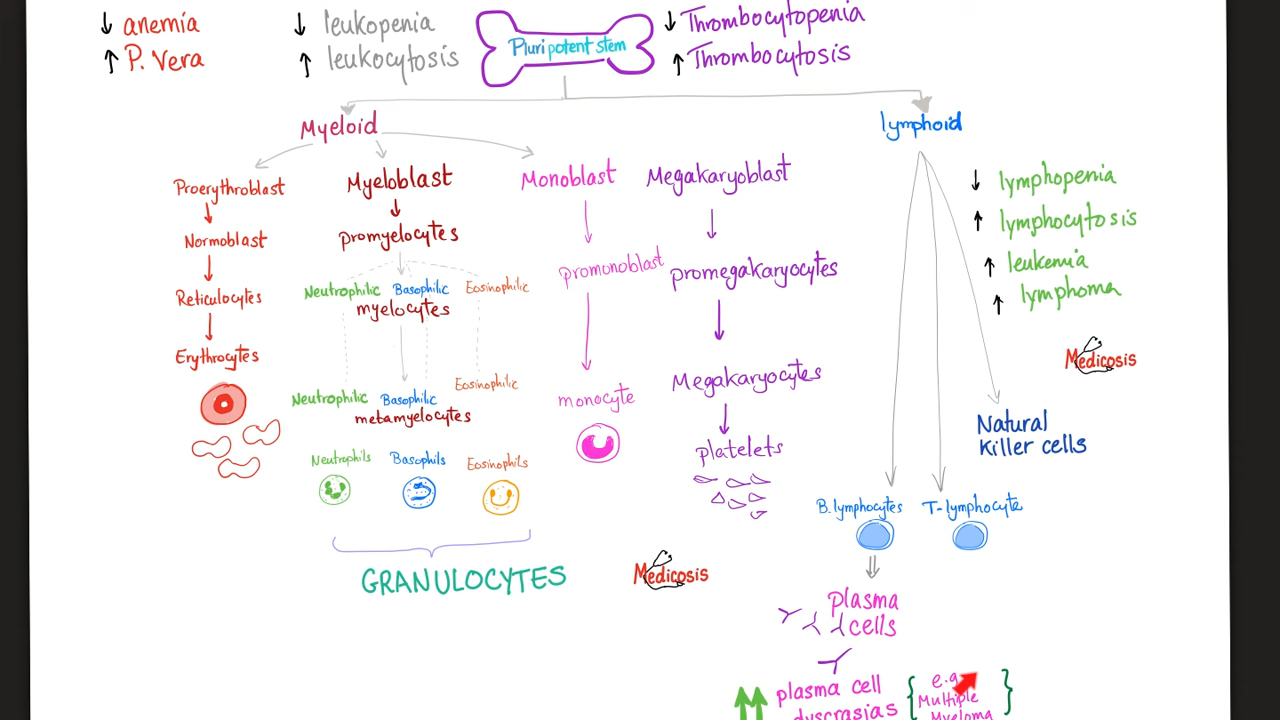 ↓ anemia
↑ P. Vera
↓ leukopenia
↑ leukocytosis
Pluripotent stem
↓ Thrombocytopenia
↑ Thrombocytosis
Myeloid
lymphoid
Proerythroblast
Normoblast
Reticulocytes
Erythrocytes
Myeloblast
promyelocytes
Neutrophilic Basophilic Eosinophilic
myelocytes
Neutrophilic Basophilic Eosinophilic
metamyelocytes
Neutrophils Basophils Eosinophils
GRANULOCYTES
Monoblast
promonoblast
monocyte
Megakaryoblast
promegakaryocytes
Megakaryocytes
platelets
Medicosis
↓ lymphopenia
↑ lymphocytosis
↑ leukemia
↑ lymphoma
Medicosis
Natural
Killer cells
B.lymphocytes T-lymphocyte
plasma
cells
plasma cell
dyscrasias
e.g
Multiple
Myeloma